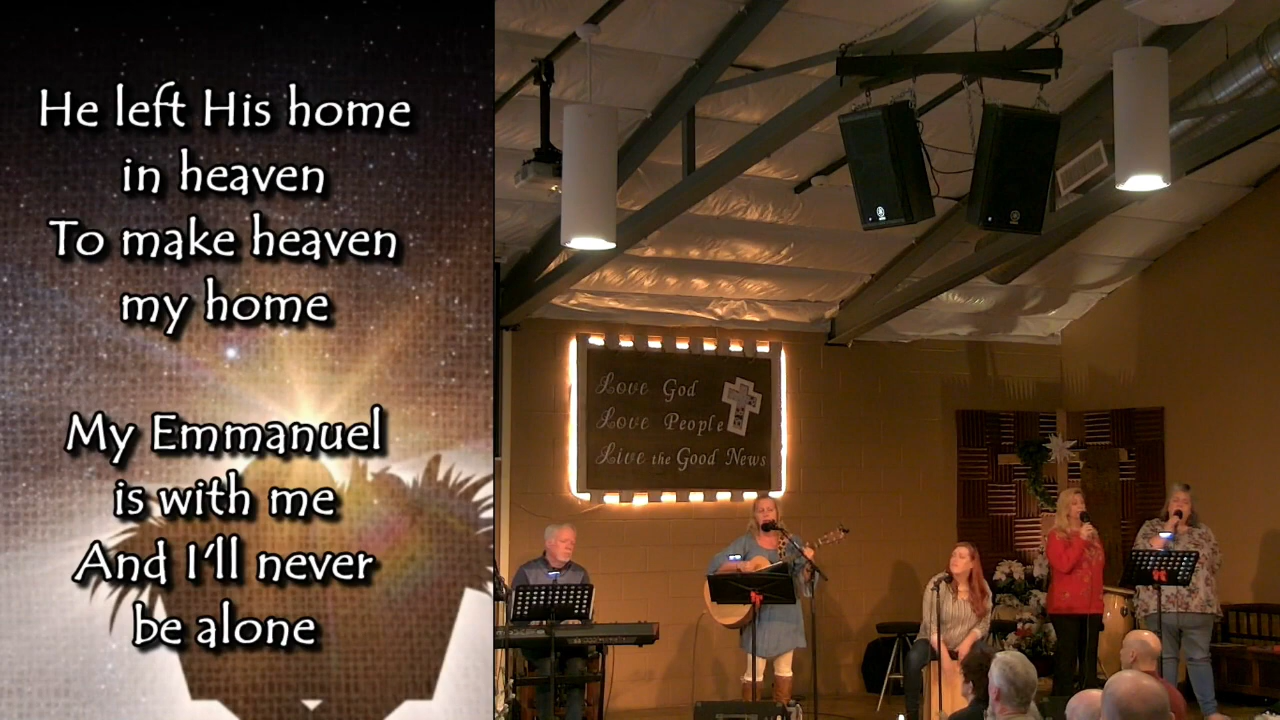 He left His home
in heaven
To make heaven
my home
My Emmanuel
is with me
And I'll never
be alone
Love God
Love People
Live the Good News